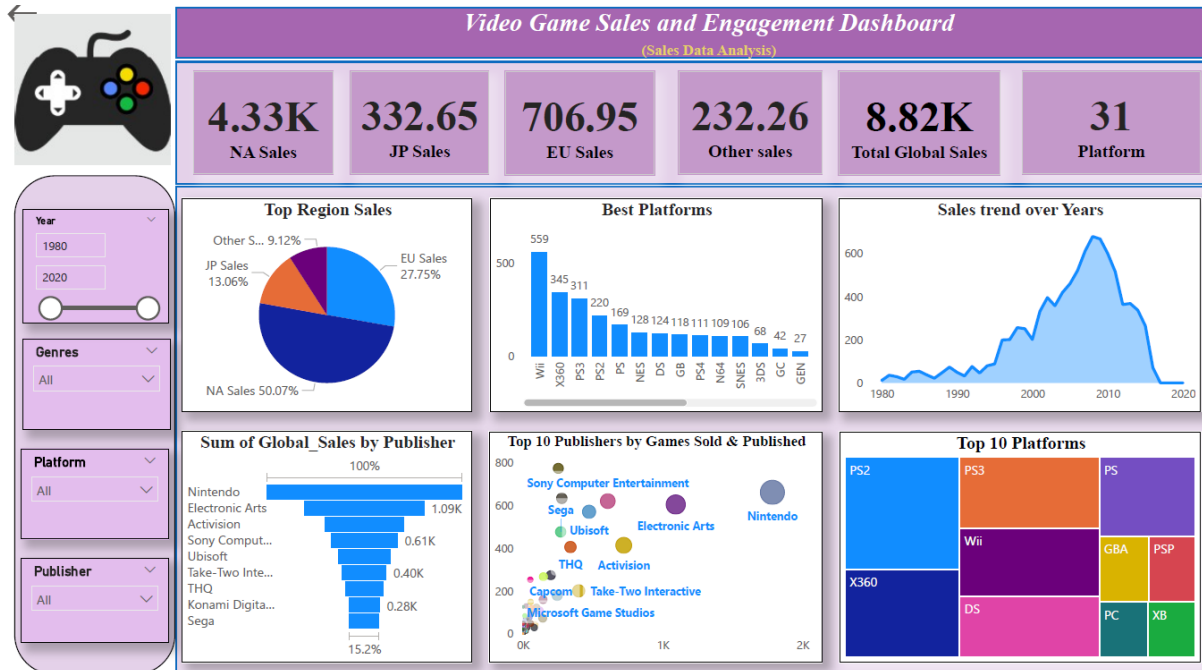 Video Game Sales and Engagement Dashboard
(Sales Data Analysis)
4.33K
NA Sales
332.65
JP Sales
706.95
EU Sales
232.26
Other sales
8.82K
Total Global Sales
31
Platform
Year
1980
2020
Genres
All
Platform
All
Publisher
All
Top Region Sales
Other S... 9.12%
JP Sales
13.06%
EU Sales
27.75%
NA Sales 50.07%
Best Platforms
500
0
559
345
311
220
169
128
124
118
111
109
106
68
42
27
Wii
X360
PS3
PS2
PS
NES
DS
GB
PS4
N64
SNES
3DS
GC
GEN
Sales trend over Years
600
400
200
0
1980
1990
2000
2010
2020
Sum of Global_Sales by Publisher
100%
Nintendo
Electronic Arts
1.09K
Activision
Sony Comput...
0.61K
Ubisoft
Take-Two Inte...
0.40K
THQ
Konami Digita...
0.28K
Sega
15.2%
Top 10 Publishers by Games Sold & Published
800
600
400
200
0
Sony Computer Entertainment
Sega
Ubisoft
Electronic Arts
Nintendo
THQ
Activision
Capcom
Take-Two Interactive
Microsoft Game Studios
0K
1K
2K
Top 10 Platforms
PS2
PS3
PS
Wii
GBA
PSP
X360
DS
PC
XB